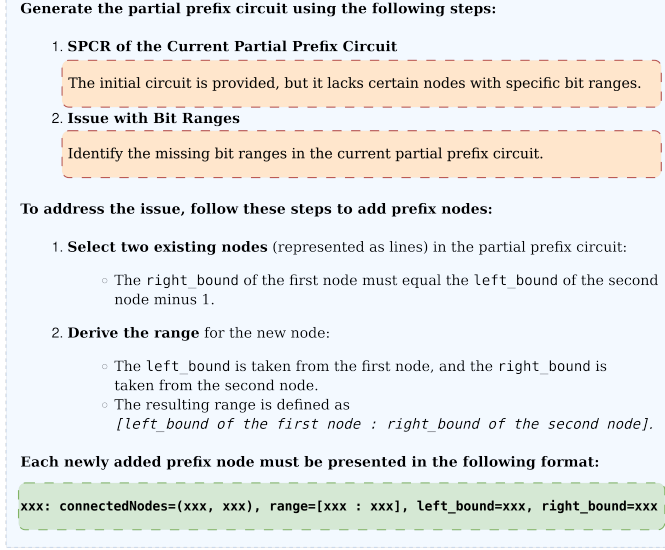 Generate the partial prefix circuit using the following steps:
1. SPCR of the Current Partial Prefix Circuit
The initial circuit is provided, but it lacks certain nodes with specific bit ranges.
2. Issue with Bit Ranges
Identify the missing bit ranges in the current partial prefix circuit.
To address the issue, follow these steps to add prefix nodes:
1. Select two existing nodes (represented as lines) in the partial prefix circuit:
◦ The right_bound of the first node must equal the left_bound of the second
node minus 1.
2. Derive the range for the new node:
◦ The left_bound is taken from the first node, and the right_bound is
taken from the second node.
◦ The resulting range is defined as
[left_bound of the first node : right_bound of the second node].
Each newly added prefix node must be presented in the following format:
xxx: connectedNodes=(xxx, xxx), range=[xxx : xxx], left_bound=xxx, right_bound=xxx